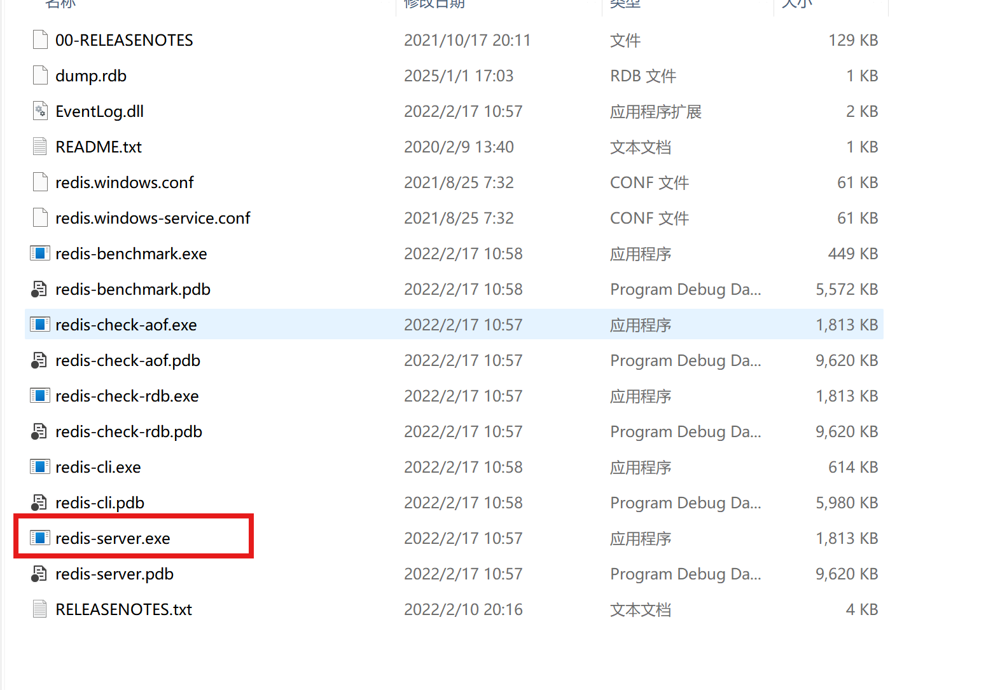 名称 修改日期 类型 大小
00-RELEASENOTES 2021/10/17 20:11 文件 129 KB
dump.rdb 2025/1/1 17:03 RDB 文件 1 KB
EventLog.dll 2022/2/17 10:57 应用程序扩展 2 KB
README.txt 2020/2/9 13:40 文本文档 1 KB
redis.windows.conf 2021/8/25 7:32 CONF 文件 61 KB
redis.windows-service.conf 2021/8/25 7:32 CONF 文件 61 KB
redis-benchmark.exe 2022/2/17 10:58 应用程序 449 KB
redis-benchmark.pdb 2022/2/17 10:58 Program Debug Da... 5,572 KB
redis-check-aof.exe 2022/2/17 10:57 应用程序 1,813 KB
redis-check-aof.pdb 2022/2/17 10:57 Program Debug Da... 9,620 KB
redis-check-rdb.exe 2022/2/17 10:57 应用程序 1,813 KB
redis-check-rdb.pdb 2022/2/17 10:57 Program Debug Da... 9,620 KB
redis-cli.exe 2022/2/17 10:58 应用程序 614 KB
redis-cli.pdb 2022/2/17 10:58 Program Debug Da... 5,980 KB
redis-server.exe 2022/2/17 10:57 应用程序 1,813 KB
redis-server.pdb 2022/2/17 10:57 Program Debug Da... 9,620 KB
RELEASENOTES.txt 2022/2/10 20:16 文本文档 4 KB